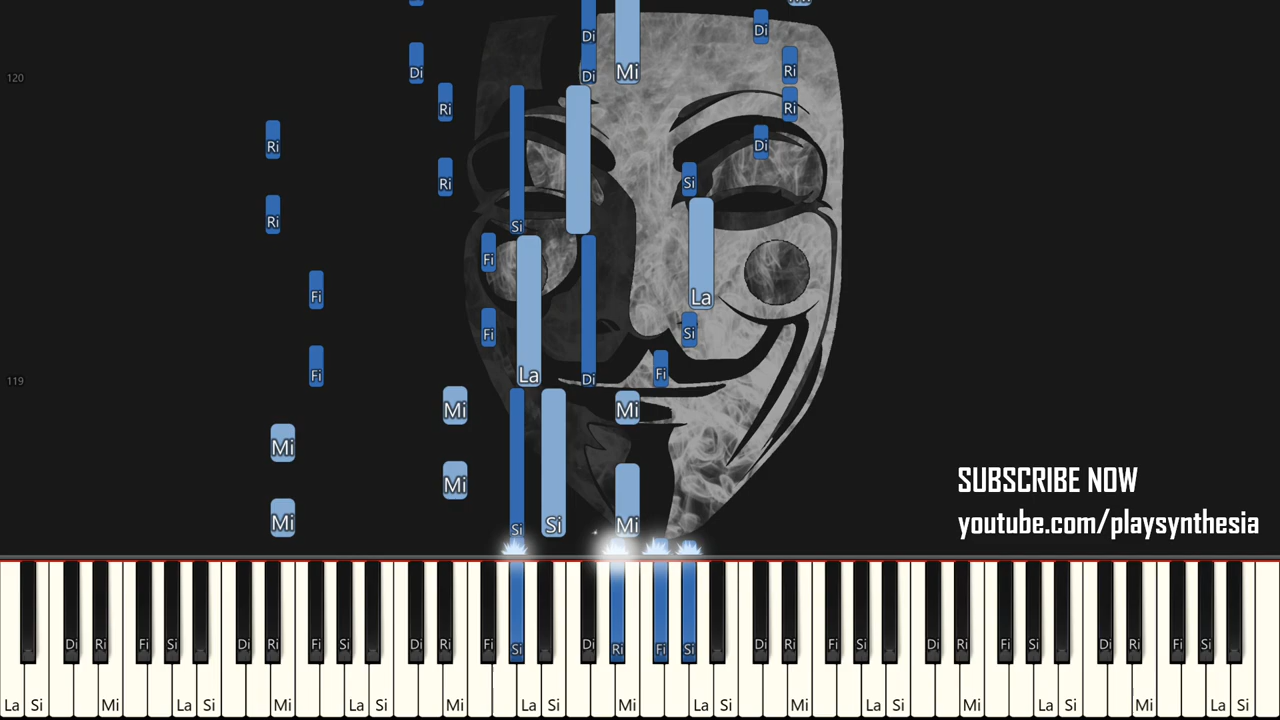 Di
120
Di
Di
Di
Mi
Ri
Ri
Ri
Ri
Di
Ri
Si
Ri
Si
Fi
Fi
La
Fi
Si
Fi
La
Di
Fi
119
Mi
Mi
Mi
Mi
Mi
Si
Si
Mi
SUBSCRIBE NOW
youtube.com/playsynthesia
Di Ri Fi Si Di Ri Fi Si Di Ri Fi Si Di Ri Fi Si Di Ri Fi Si Di Ri Fi Si Di Ri Fi Si
La Si Mi La Si Mi La Si Mi La Si Mi La Si Mi La Si Mi La Si Mi La Si